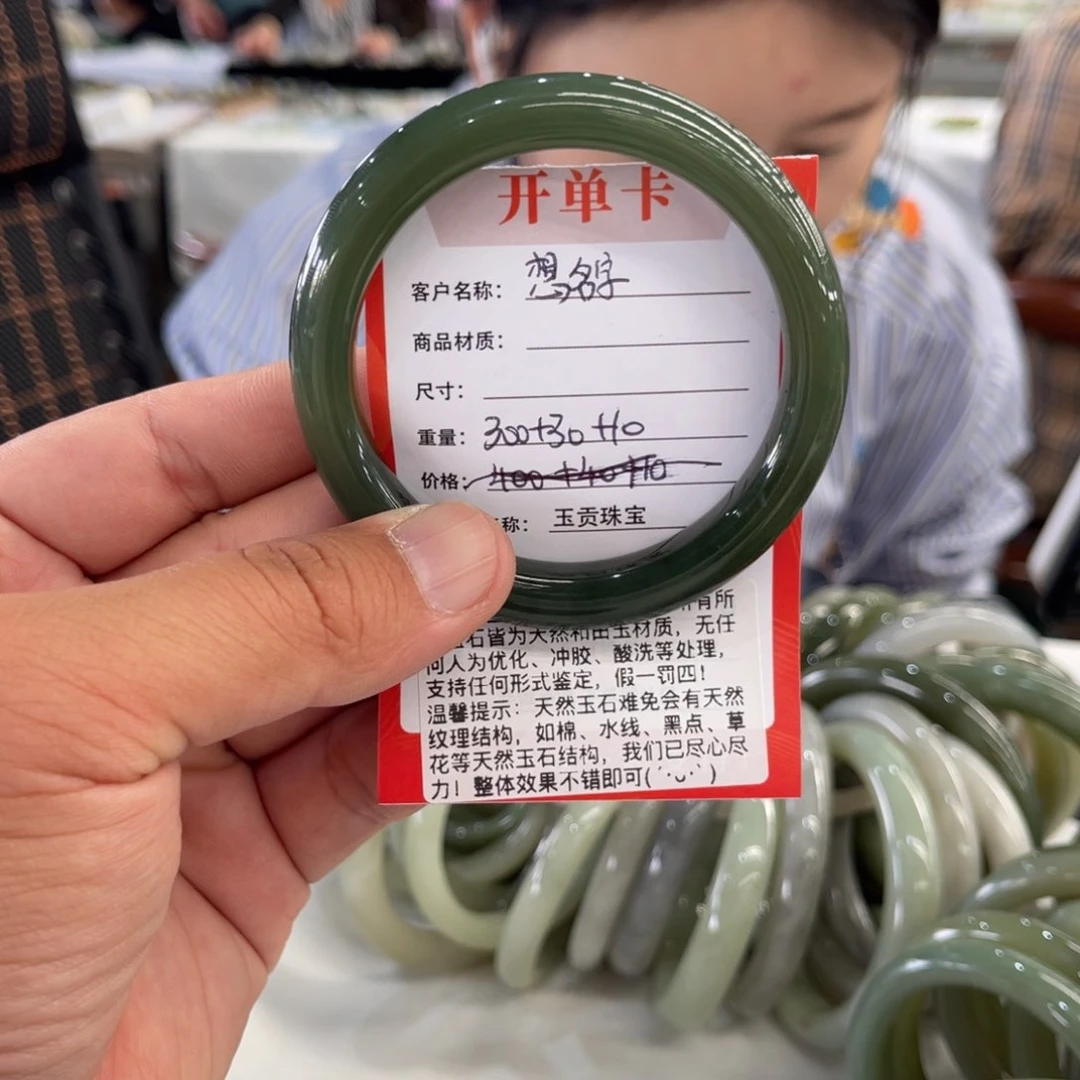 开单卡
客户名称： 想名字
商品材质：
尺寸：
重量： 300+30+10
价格： 400+40+10
称： 玉贡珠宝
有所
玉石皆为天然和田玉材质，无任
何人为优化、冲胶、酸洗等处理，
支持任何形式鉴定，假一罚四！
温馨提示：天然玉石难免会有天然
纹理结构，如棉、水线、黑点、草
花等天然玉石结构，我们已尽心尽
力！整体效果不错即可(´･ᴗ･`)